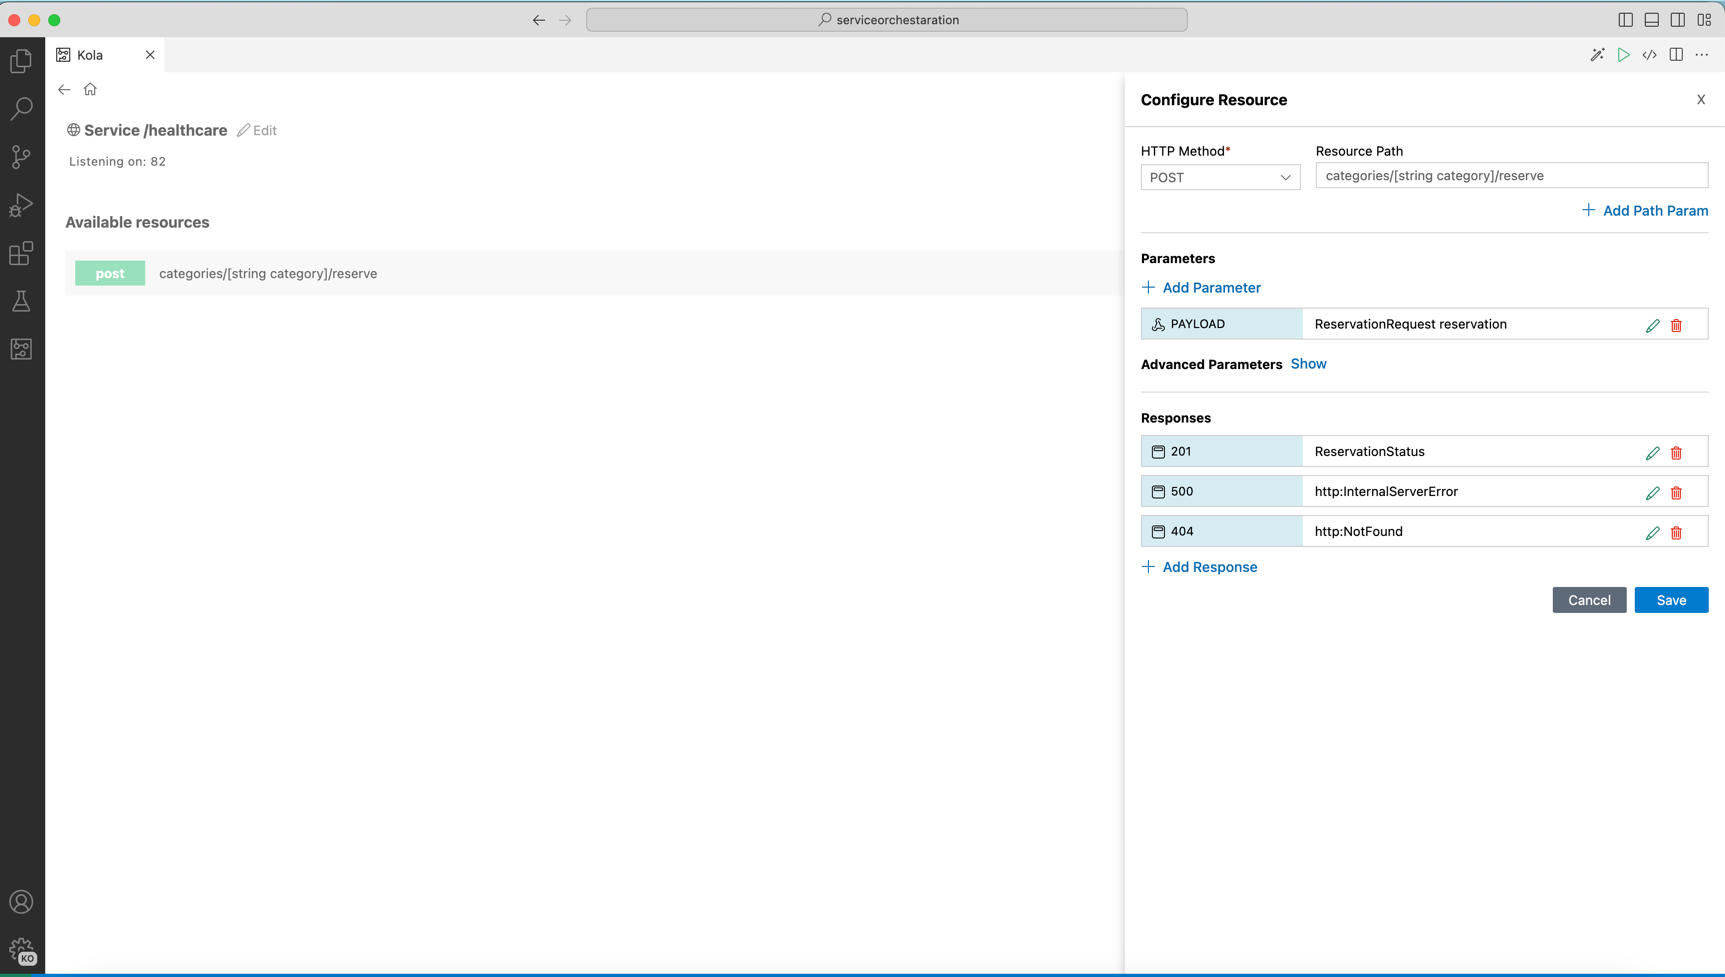 serviceorchestaration
Kola
Service /healthcare Edit
Listening on: 82
Available resources
post categories/[string category]/reserve
Configure Resource X
HTTP Method* Resource Path
POST categories/[string category]/reserve
Add Path Param
Parameters
Add Parameter
PAYLOAD ReservationRequest reservation
Advanced Parameters Show
Responses
201 ReservationStatus
500 http:InternalServerError
404 http:NotFound
Add Response
Cancel Save
KO